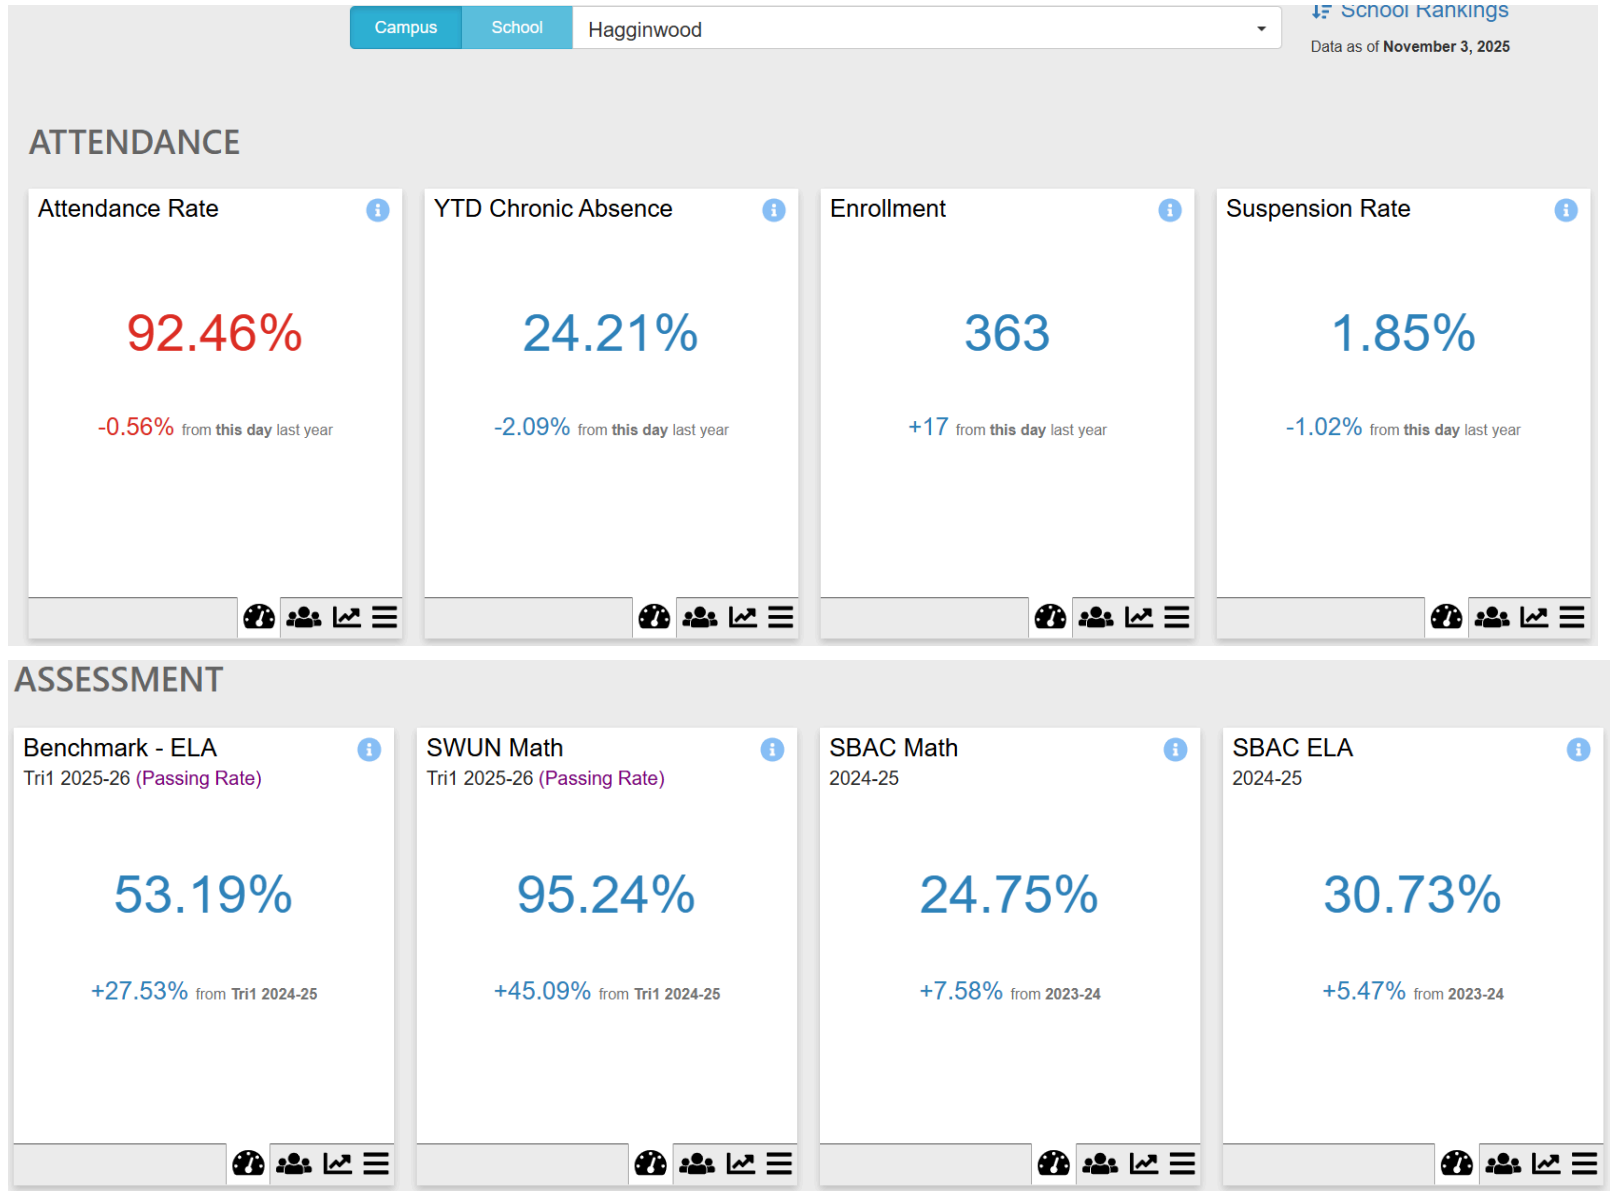 Campus School Hagginwood
School Rankings
Data as of November 3, 2025
ATTENDANCE
Attendance Rate
92.46%
-0.56% from this day last year
YTD Chronic Absence
24.21%
-2.09% from this day last year
Enrollment
363
+17 from this day last year
Suspension Rate
1.85%
-1.02% from this day last year
ASSESSMENT
Benchmark - ELA
Tri1 2025-26 (Passing Rate)
53.19%
+27.53% from Tri1 2024-25
SWUN Math
Tri1 2025-26 (Passing Rate)
95.24%
+45.09% from Tri1 2024-25
SBAC Math
2024-25
24.75%
+7.58% from 2023-24
SBAC ELA
2024-25
30.73%
+5.47% from 2023-24